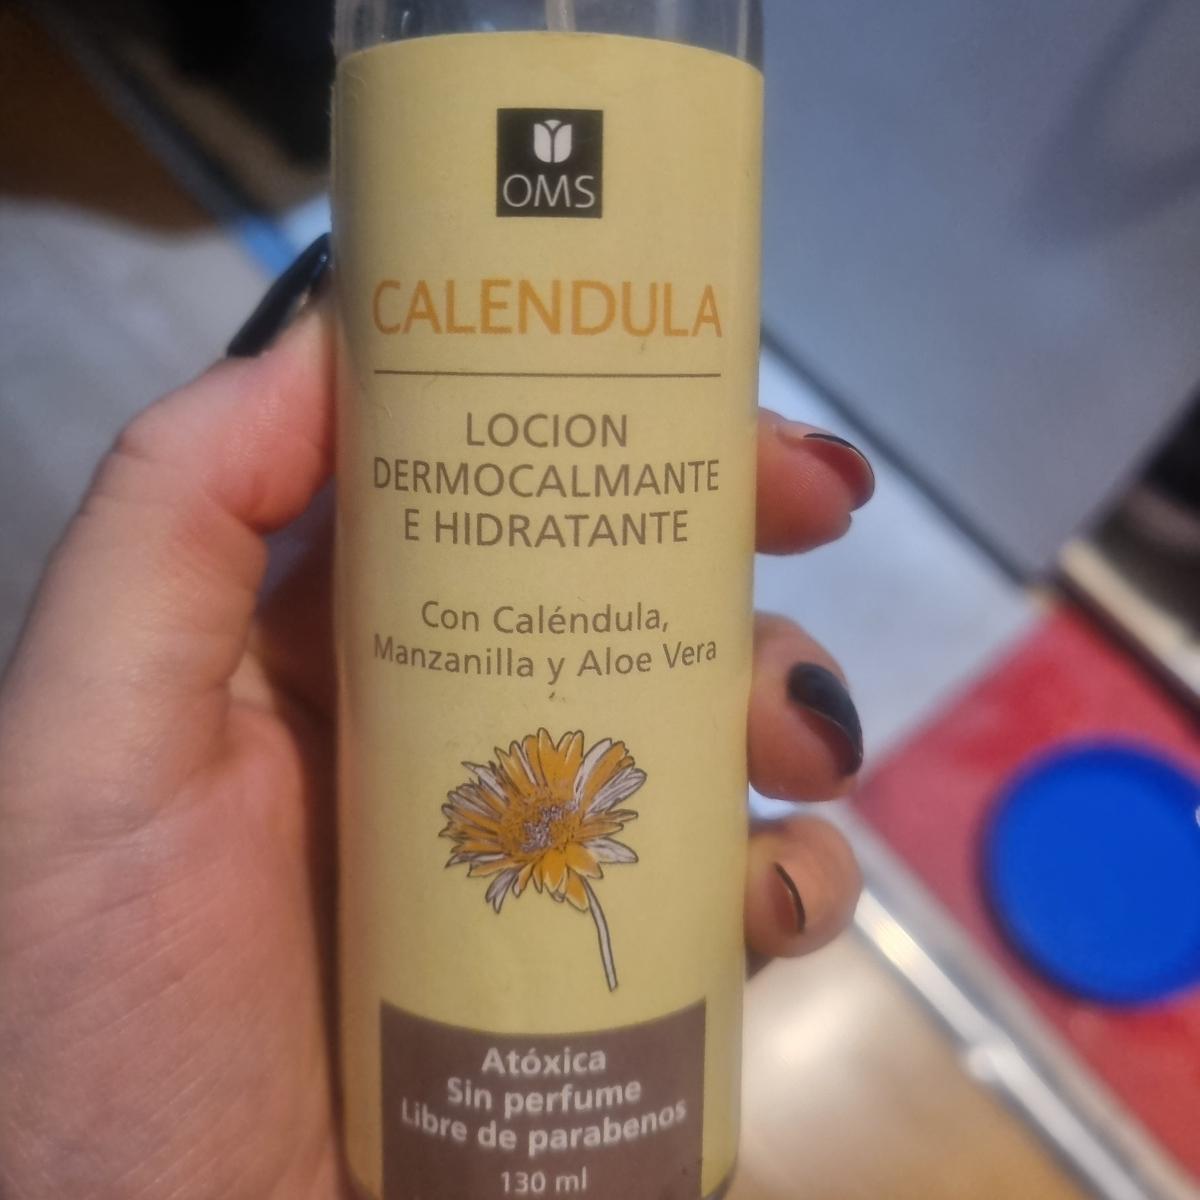 OMS
CALENDULA
LOCION
DERMOCALMANTE
E HIDRATANTE
Con Caléndula,
Manzanilla y Aloe Vera
Atóxica
Sin perfume
Libre de parabenos
130 ml